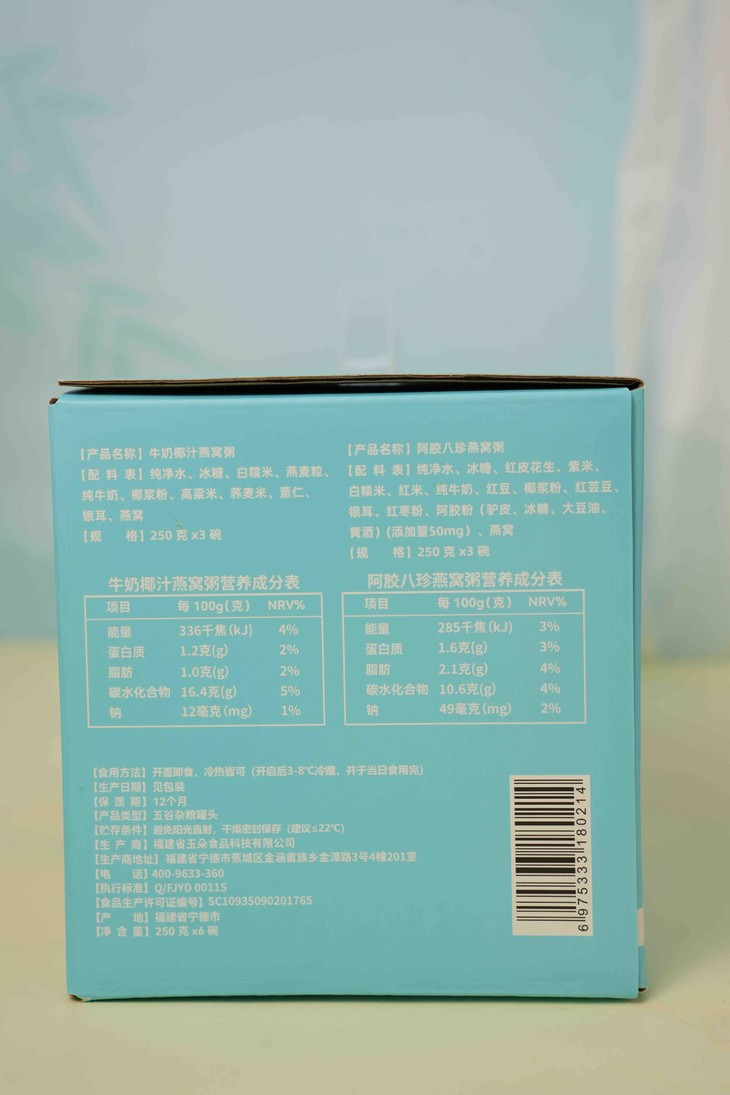 【产品名称】牛奶椰汁燕窝粥
【配 料 表】纯净水、冰糖、白糯米、燕麦粒、
纯牛奶、椰浆粉、高粱米、荞麦米、薏仁、
银耳、燕窝
【规 格】250 克 x3 碗
【产品名称】阿胶八珍燕窝粥
【配 料 表】纯净水、冰糖、红皮花生、紫米、
白糯米、红米、纯牛奶、红豆、椰浆粉、红芸豆、
银耳、红枣粉、阿胶粉（驴皮、冰糖、大豆油、
黄酒）(添加量50mg）、燕窝
【规 格】250 克 x3 碗
牛奶椰汁燕窝粥营养成分表
项目 每 100g(克) NRV%
能量 336千焦(kJ) 4%
蛋白质 1.2克(g) 2%
脂肪 1.0克(g) 2%
碳水化合物 16.4克(g) 5%
钠 12毫克(mg) 1%
阿胶八珍燕窝粥营养成分表
项目 每 100g(克) NRV%
能量 285千焦(kJ) 3%
蛋白质 1.6克(g) 3%
脂肪 2.1克(g) 4%
碳水化合物 10.6克(g) 4%
钠 49毫克(mg) 2%
【食用方法】开盖即食，冷热皆可（开启后3-8℃冷藏，并于当日食用完）
【生产日期】见包装
【保 质 期】12个月
【产品类型】五谷杂粮罐头
【贮存条件】避免阳光直射，干燥密封保存（建议≤22℃）
【生 产 商】福建省玉朵食品科技有限公司
【生产商地址】福建省宁德市蕉城区金涵畲族乡金漳路3号4幢201室
【电 话】400-9633-360
【执行标准】Q/FJYD 0011S
【食品生产许可证编号】SC10935090201765
【产 地】福建省宁德市
【净 含 量】250 克 x6 碗
6975333180214